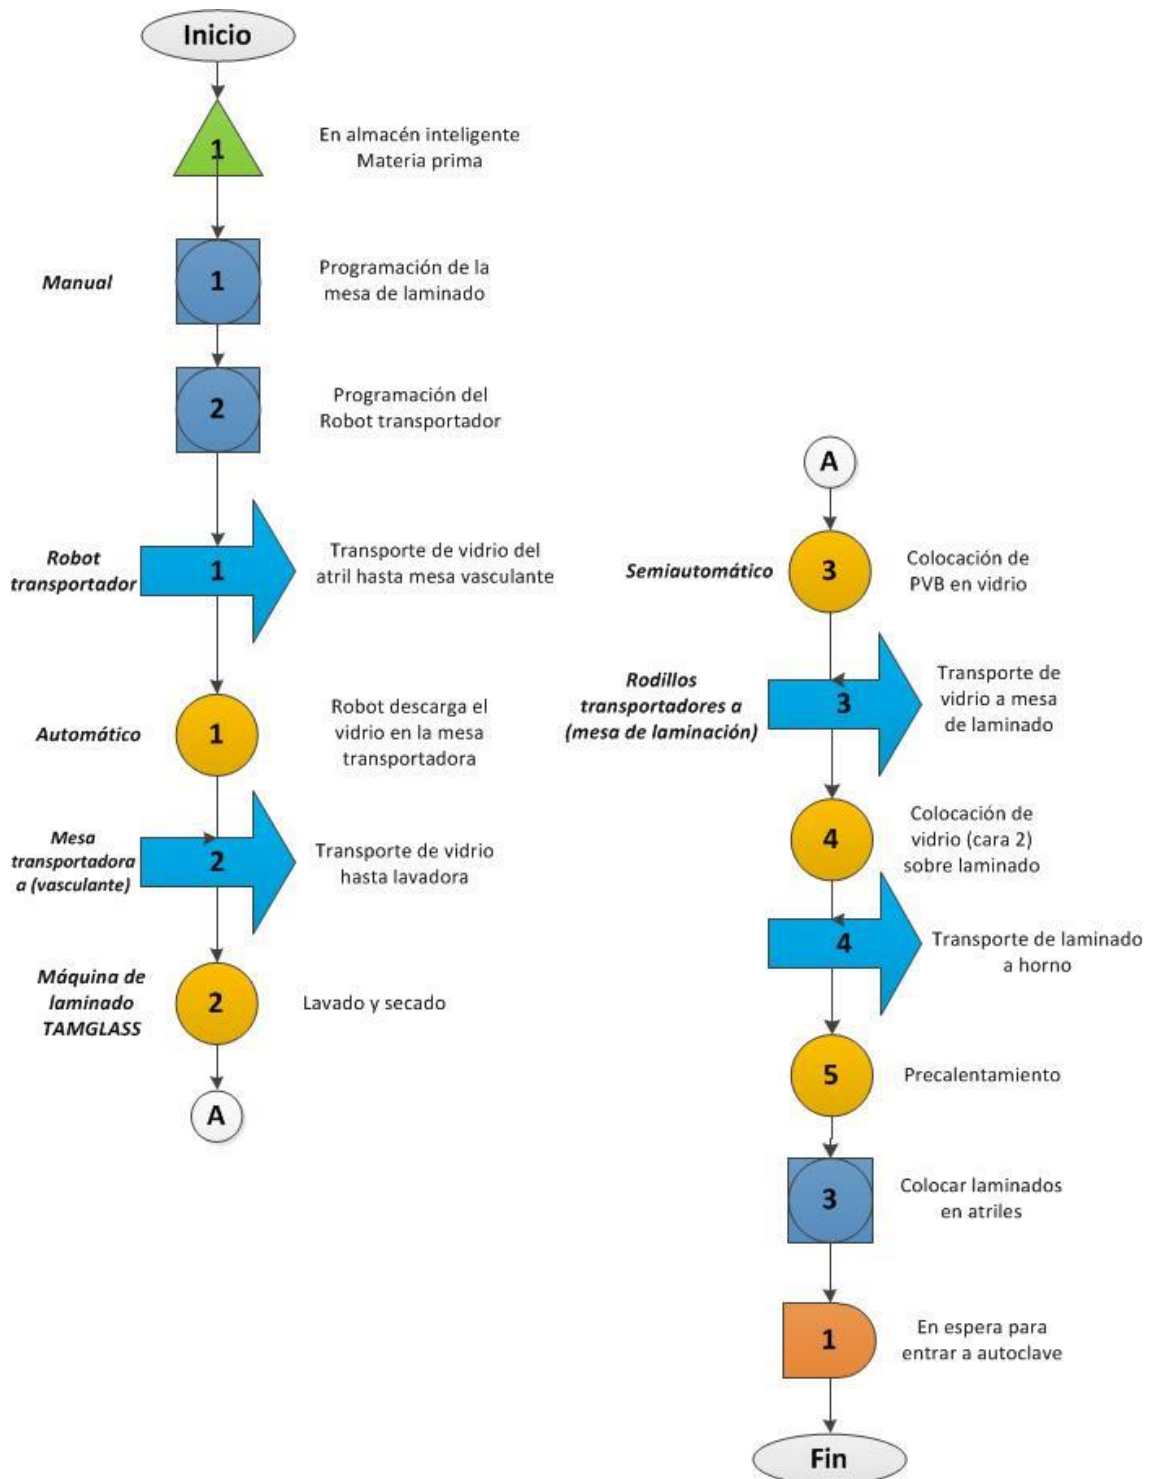 Inicio
1
En almacén inteligente
Materia prima
Manual
1
Programación de la
mesa de laminado
2
Programación del
Robot transportador
Robot
transportador
1
Transporte de vidrio del
atril hasta mesa vasculante
Automático
1
Robot descarga el
vidrio en la mesa
transportadora
Mesa
transportadora
a (vasculante)
2
Transporte de vidrio
hasta lavadora
Máquina de
laminado
TAMGLASS
2
Lavado y secado
A
A
Semiautomático
3
Colocación de
PVB en vidrio
Rodillos
transportadores a
(mesa de laminación)
3
Transporte de
vidrio a mesa
de laminado
4
Colocación de
vidrio (cara 2)
sobre laminado
4
Transporte de laminado
a horno
5
Precalentamiento
3
Colocar laminados
en atriles
1
En espera para
entrar a autoclave
Fin